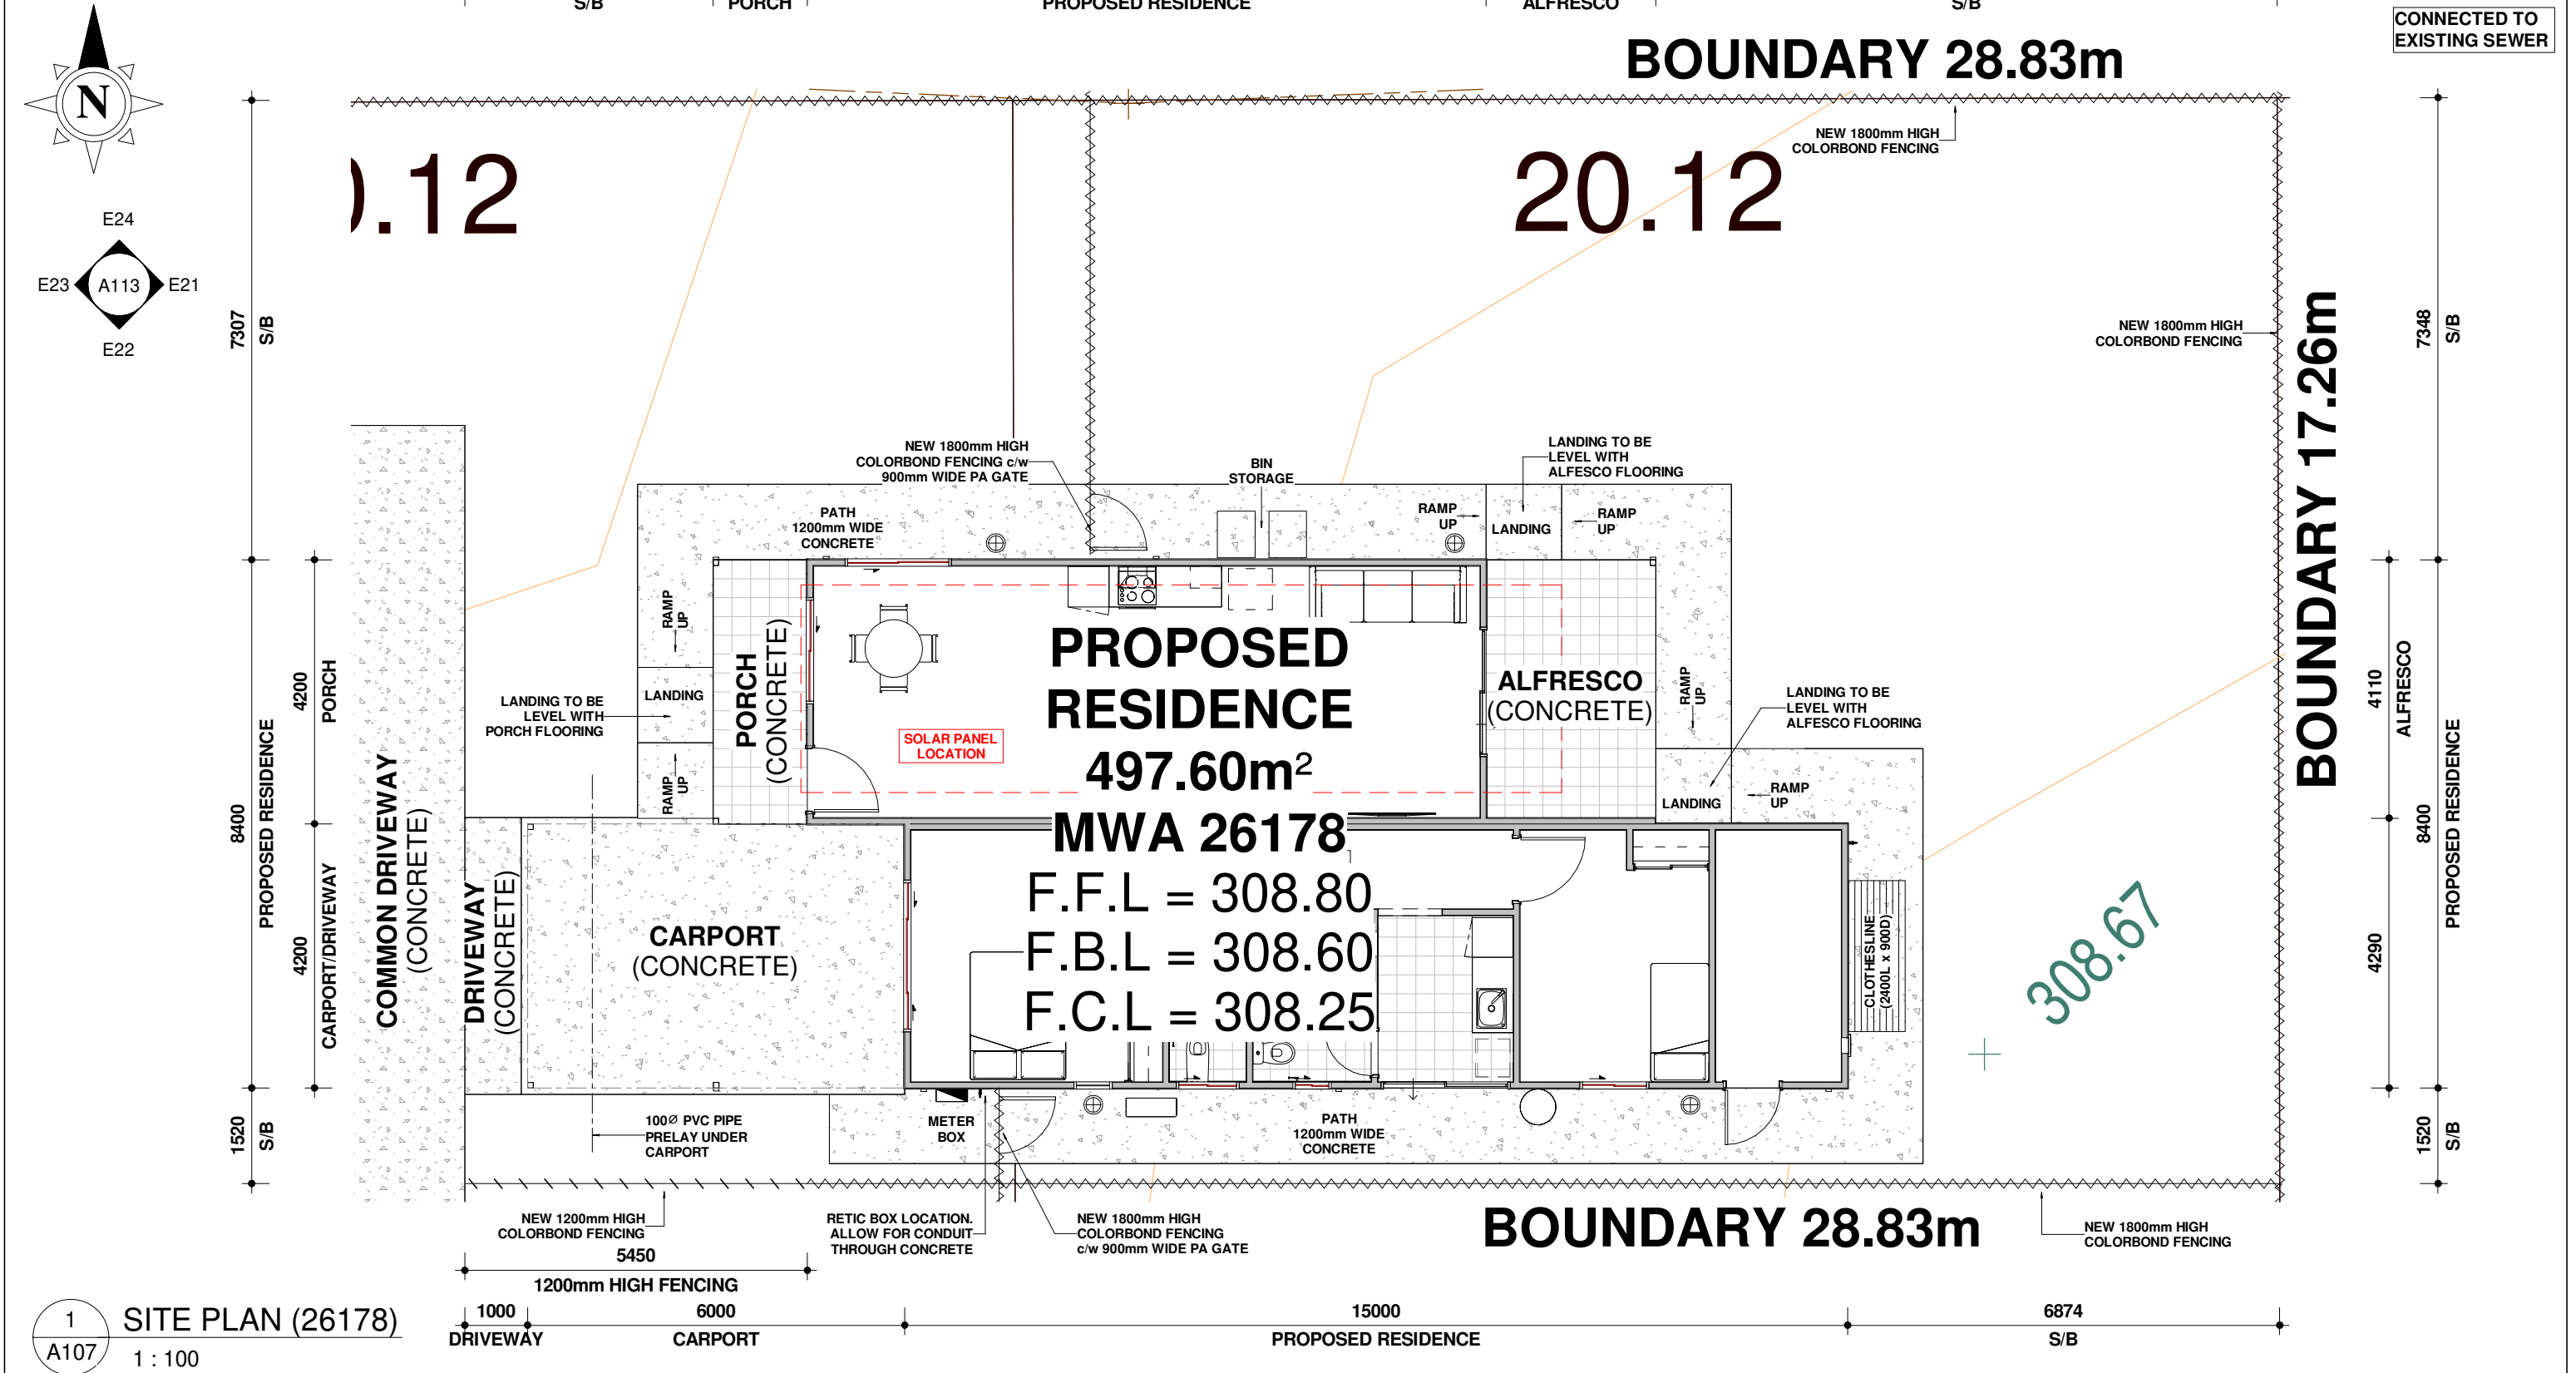 S/B
PORCH
PROPOSED RESIDENCE
ALFRESCO
S/B
CONNECTED TO
EXISTING SEWER
BOUNDARY 28.83m
N
NEW 1800mm HIGH
COLORBOND FENCING
.12
20.12
E24
E23
A113
E21
E22
7307
S/B
NEW 1800mm HIGH
COLORBOND FENCING
BOUNDARY 17.26m
7348
S/B
NEW 1800mm HIGH
COLORBOND FENCING c/w
900mm WIDE PA GATE
BIN
STORAGE
LANDING TO BE
LEVEL WITH
ALFESCO FLOORING
PATH
1200mm WIDE
CONCRETE
RAMP
UP
LANDING
RAMP
UP
RAMP
UP
LANDING
LANDING TO BE
LEVEL WITH
PORCH FLOORING
RAMP
UP
PORCH
(CONCRETE)
SOLAR PANEL
LOCATION
PROPOSED
RESIDENCE
497.60m²
MWA 26178
F.F.L = 308.80
F.B.L = 308.60
F.C.L = 308.25
ALFRESCO
(CONCRETE)
RAMP
UP
LANDING TO BE
LEVEL WITH
ALFESCO FLOORING
LANDING
RAMP
UP
8400
PROPOSED RESIDENCE
4200
PORCH
4200
CARPORT/DRIVEWAY
COMMON DRIVEWAY
(CONCRETE)
DRIVEWAY
(CONCRETE)
CARPORT
(CONCRETE)
CLOTHESLINE
(2400L x 900D)
308.67
4110
ALFRESCO
4290
8400
PROPOSED RESIDENCE
1520
S/B
100Ø PVC PIPE
PRELAY UNDER
CARPORT
METER
BOX
PATH
1200mm WIDE
CONCRETE
1520
S/B
NEW 1200mm HIGH
COLORBOND FENCING
RETIC BOX LOCATION.
ALLOW FOR CONDUIT
THROUGH CONCRETE
NEW 1800mm HIGH
COLORBOND FENCING
c/w 900mm WIDE PA GATE
BOUNDARY 28.83m
NEW 1800mm HIGH
COLORBOND FENCING
5450
1200mm HIGH FENCING
1000
DRIVEWAY
6000
CARPORT
15000
PROPOSED RESIDENCE
6874
S/B
1
A107
SITE PLAN (26178)
1 : 100